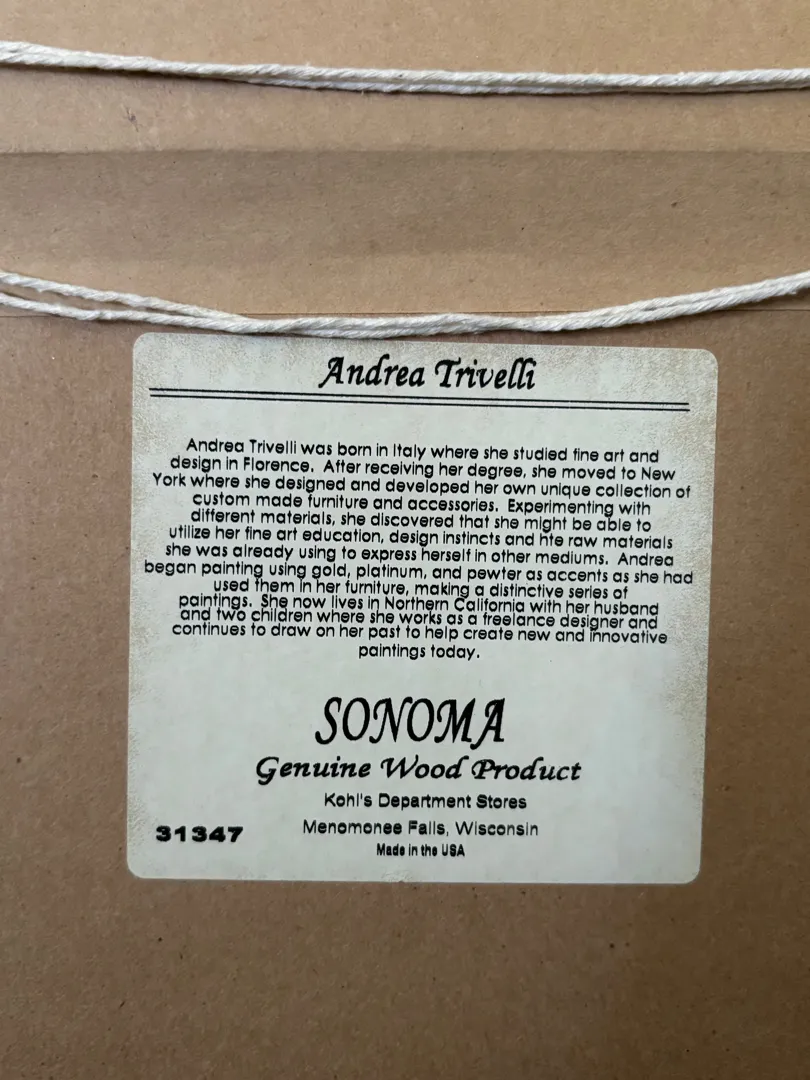 Andrea Trivelli
Andrea Trivelli was born in Italy where she studied fine art and
design in Florence. After receiving her degree, she moved to New
York where she designed and developed her own unique collection of
custom made furniture and accessories. Experimenting with
different materials, she discovered that she might be able to
utilize her fine art education, design instincts and hte raw materials
she was already using to express herself in other mediums. Andrea
began painting using gold, platinum, and pewter as accents as she had
used them in her furniture, making a distinctive series of
paintings. She now lives in Northern California with her husband
and two children where she works as a freelance designer and
continues to draw on her past to help create new and innovative
paintings today.
SONOMA
Genuine Wood Product
Kohl's Department Stores
Menomonee Falls, Wisconsin
31347
Made in the USA